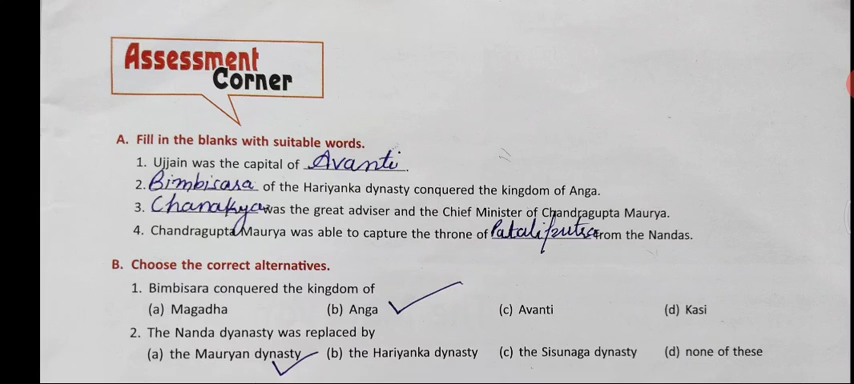 Assessment
Corner
A. Fill in the blanks with suitable words.
1. Ujjain was the capital of Avanti.
2. Bimbisara of the Hariyanka dynasty conquered the kingdom of Anga.
3. Chanakya was the great adviser and the Chief Minister of Chandragupta Maurya.
4. Chandragupta Maurya was able to capture the throne of Pataliputra from the Nandas.
B. Choose the correct alternatives.
1. Bimbisara conquered the kingdom of
(a) Magadha (b) Anga (c) Avanti (d) Kasi
2. The Nanda dyanasty was replaced by
(a) the Mauryan dynasty (b) the Hariyanka dynasty (c) the Sisunaga dynasty (d) none of these